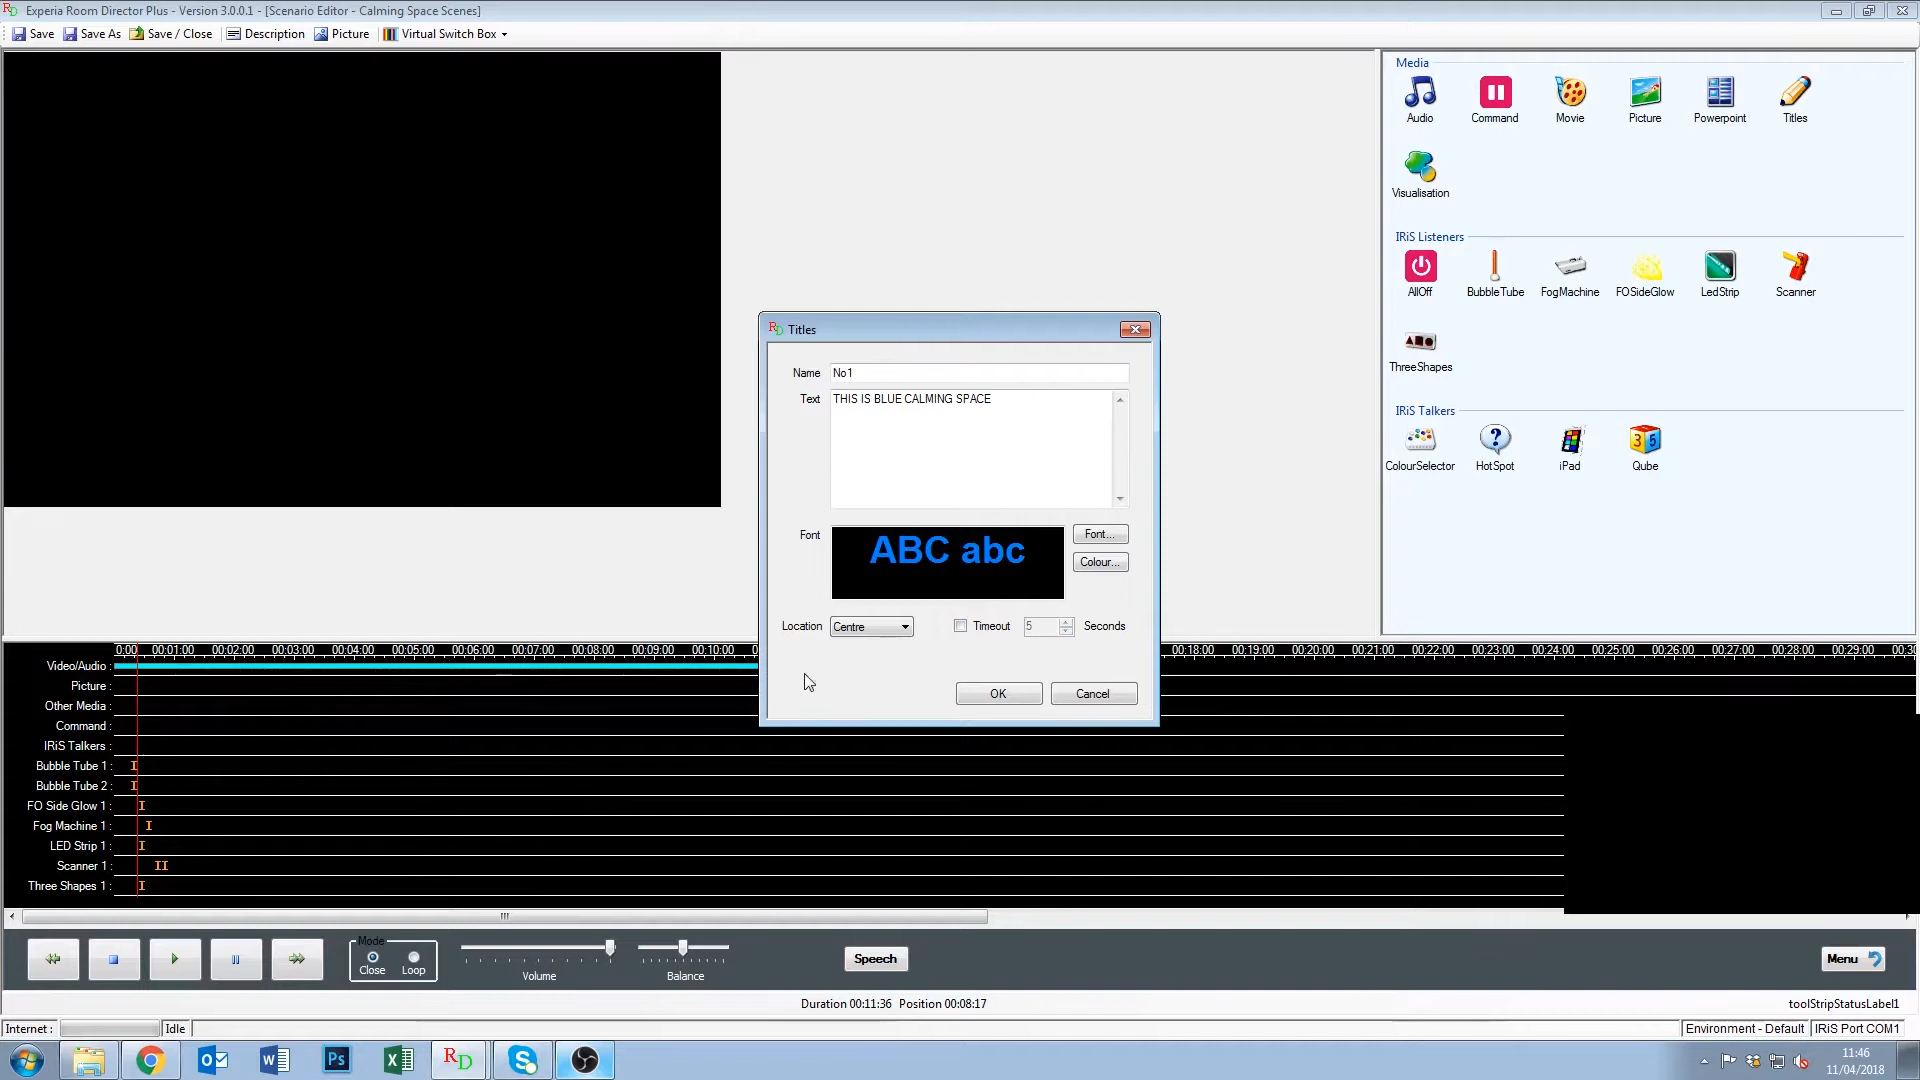 Experia Room Director Plus - Version 3.0.0.1 - [Scenario Editor - Calming Space Scenes]
Save Save As Save / Close Description Picture Virtual Switch Box
Media
Audio Command Movie Picture Powerpoint Titles
Visualisation
IRiS Listeners
AllOff BubbleTube FogMachine FOSideGlow LedStrip Scanner
ThreeShapes
IRiS Talkers
ColourSelector HotSpot iPad Qube
Titles
Name No1
Text THIS IS BLUE CALMING SPACE
Font ABC abc Font...
Colour...
Location Centre Timeout 5 Seconds
OK Cancel
0:00 00:01:00 00:02:00 00:03:00 00:04:00 00:05:00 00:06:00 00:07:00 00:08:00 00:09:00 00:10:00 00:18:00 00:19:00 00:20:00 00:21:00 00:22:00 00:23:00 00:24:00 00:25:00 00:26:00 00:27:00 00:28:00 00:29:00 00:30
Video/Audio :
Picture :
Other Media :
Command :
IRiS Talkers :
Bubble Tube 1 :
Bubble Tube 2 :
FO Side Glow 1 :
Fog Machine 1 :
LED Strip 1 :
Scanner 1 :
Three Shapes 1 :
Mode
Close Loop
Volume
Balance
Speech
Menu
Duration 00:11:36 Position 00:08:17
toolStripStatusLabel1
Internet : Idle Environment - Default IRiS Port COM1
11:46
11/04/2018